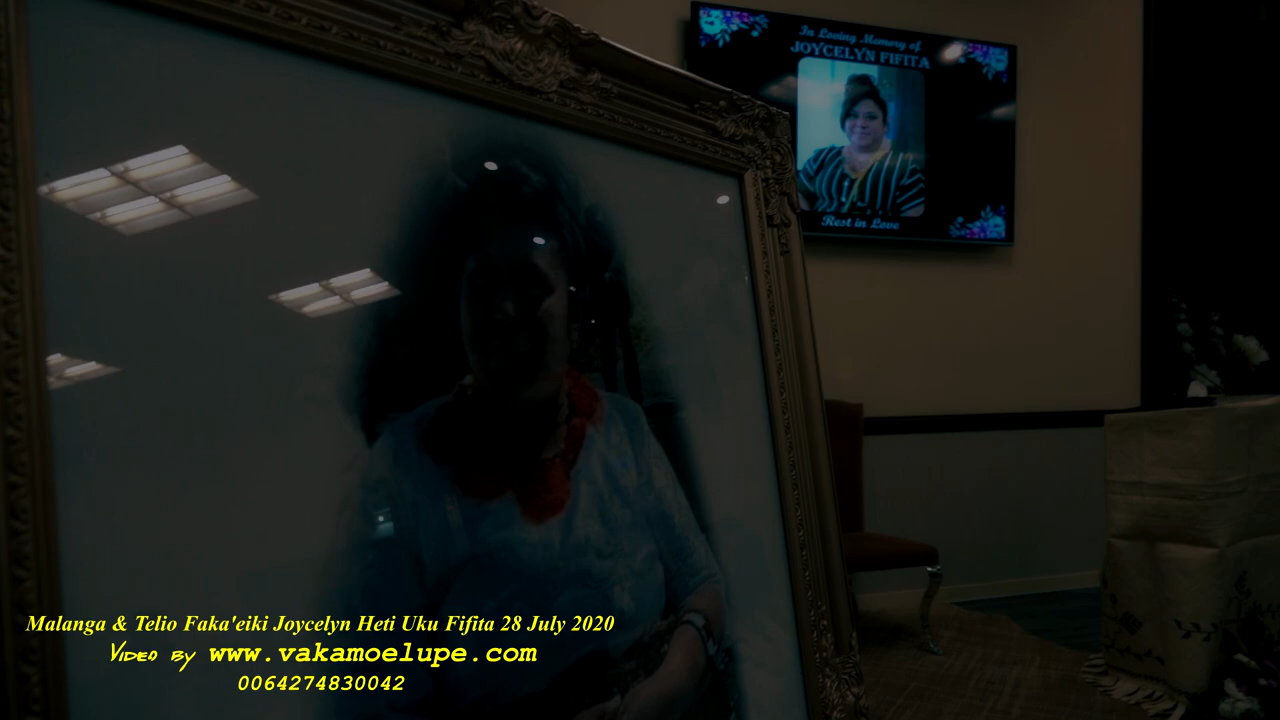 In Loving Memory of
JOYCELYN FIFITA
Rest in Love
Malanga & Telio Faka'eiki Joycelyn Heti Uku Fifita 28 July 2020
Video by www.vakamoelupe.com
0064274830042